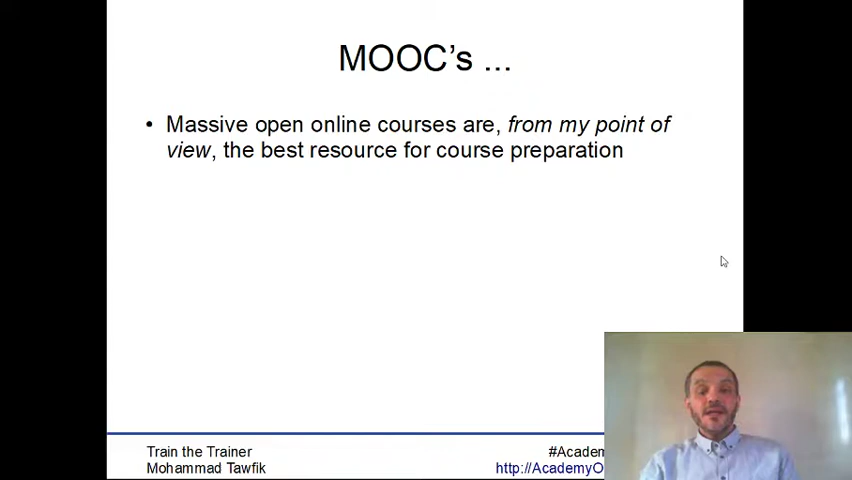 MOOC's ...
• Massive open online courses are, from my point of
view, the best resource for course preparation
Train the Trainer
Mohammad Tawfik
#Academ
http://AcademyO